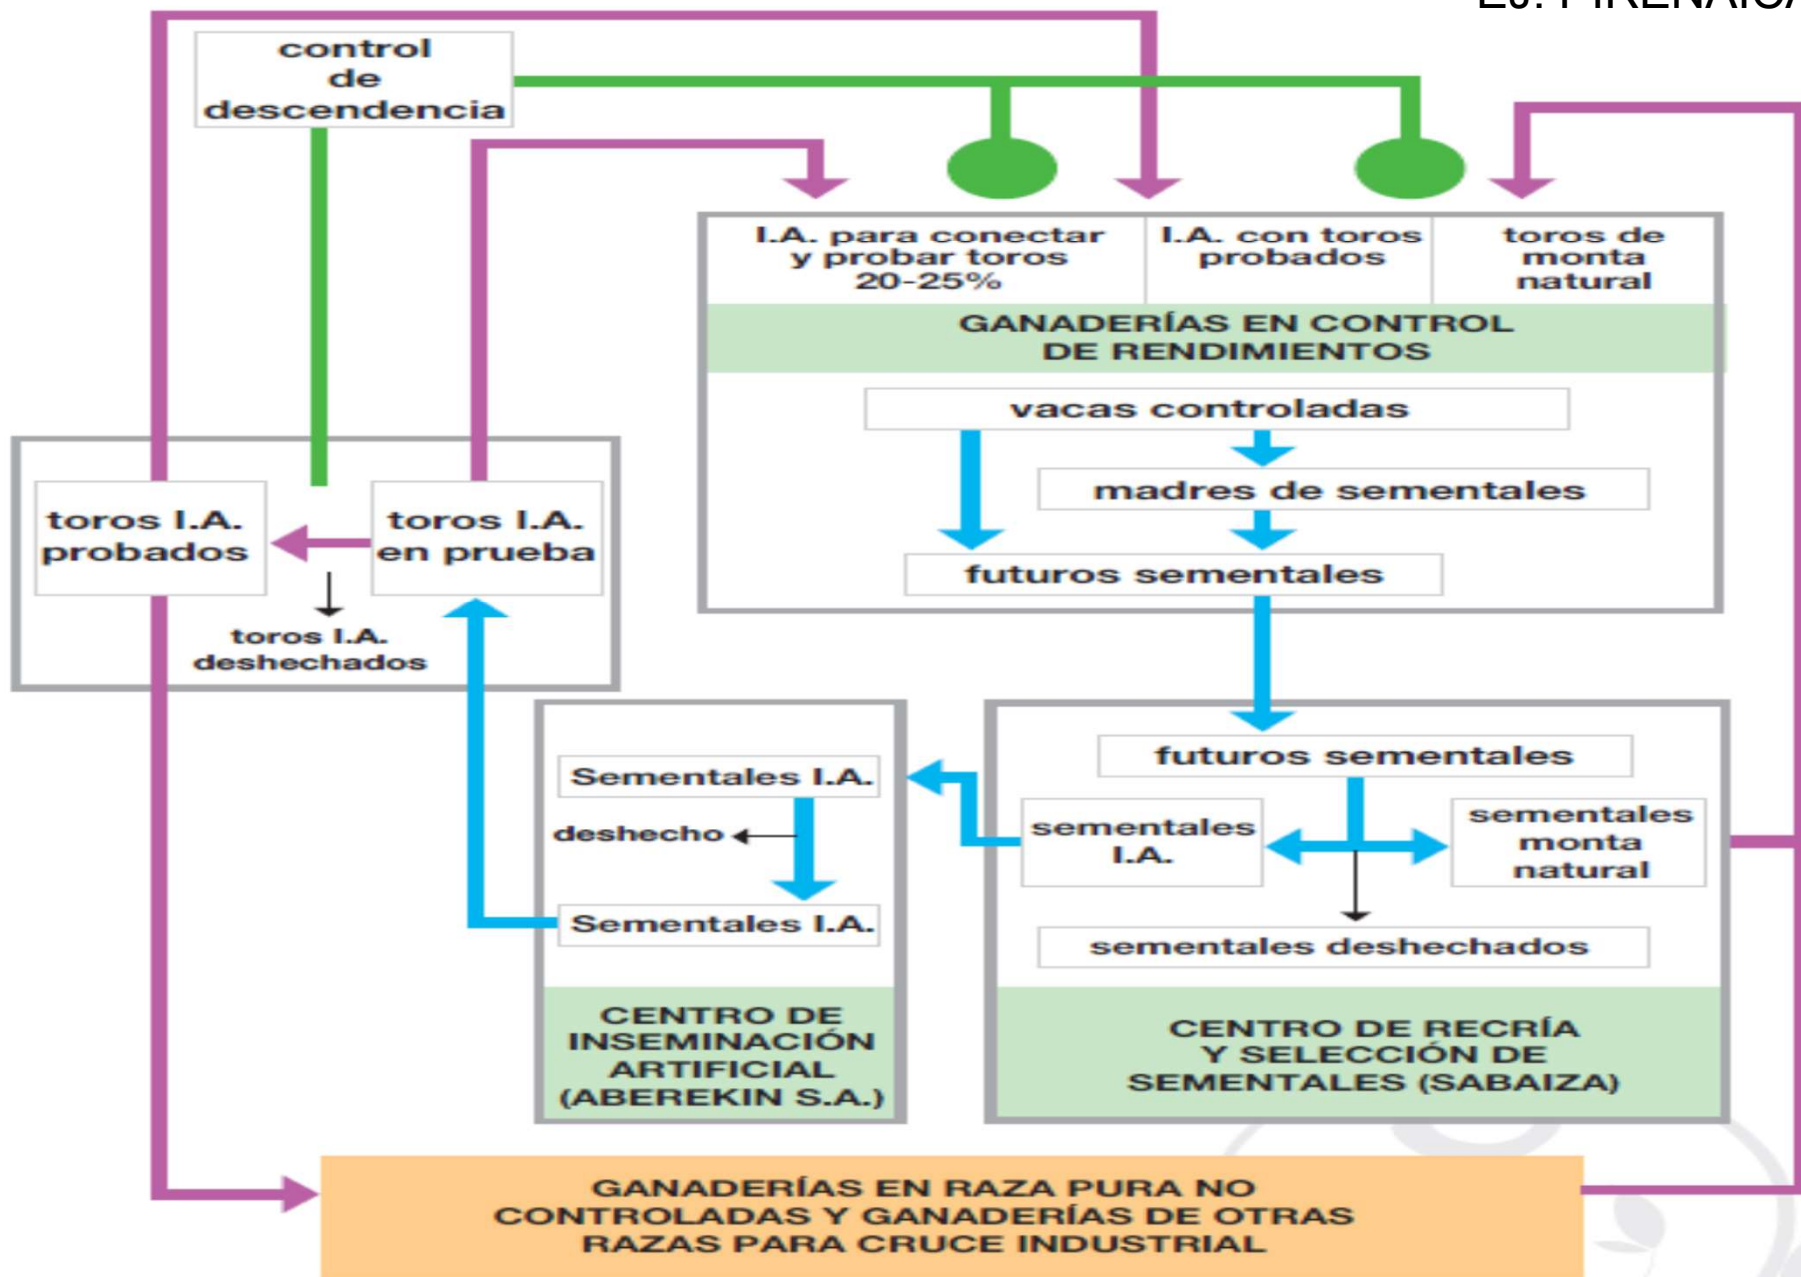 EJ. PIRENAICA
control
de
descendencia
I.A. para conectar
y probar toros
20-25%
I.A. con toros
probados
toros de
monta
natural
GANADERÍAS EN CONTROL
DE RENDIMIENTOS
vacas controladas
madres de sementales
futuros sementales
toros I.A.
probados
toros I.A.
en prueba
toros I.A.
deshechados
Sementales I.A.
deshecho
Sementales I.A.
CENTRO DE
INSEMINACIÓN
ARTIFICIAL
(ABEREKIN S.A.)
futuros sementales
sementales
I.A.
sementales
monta
natural
sementales deshechados
CENTRO DE RECRÍA
Y SELECCIÓN DE
SEMENTALES (SABAIZA)
GANADERÍAS EN RAZA PURA NO
CONTROLADAS Y GANADERÍAS DE OTRAS
RAZAS PARA CRUCE INDUSTRIAL